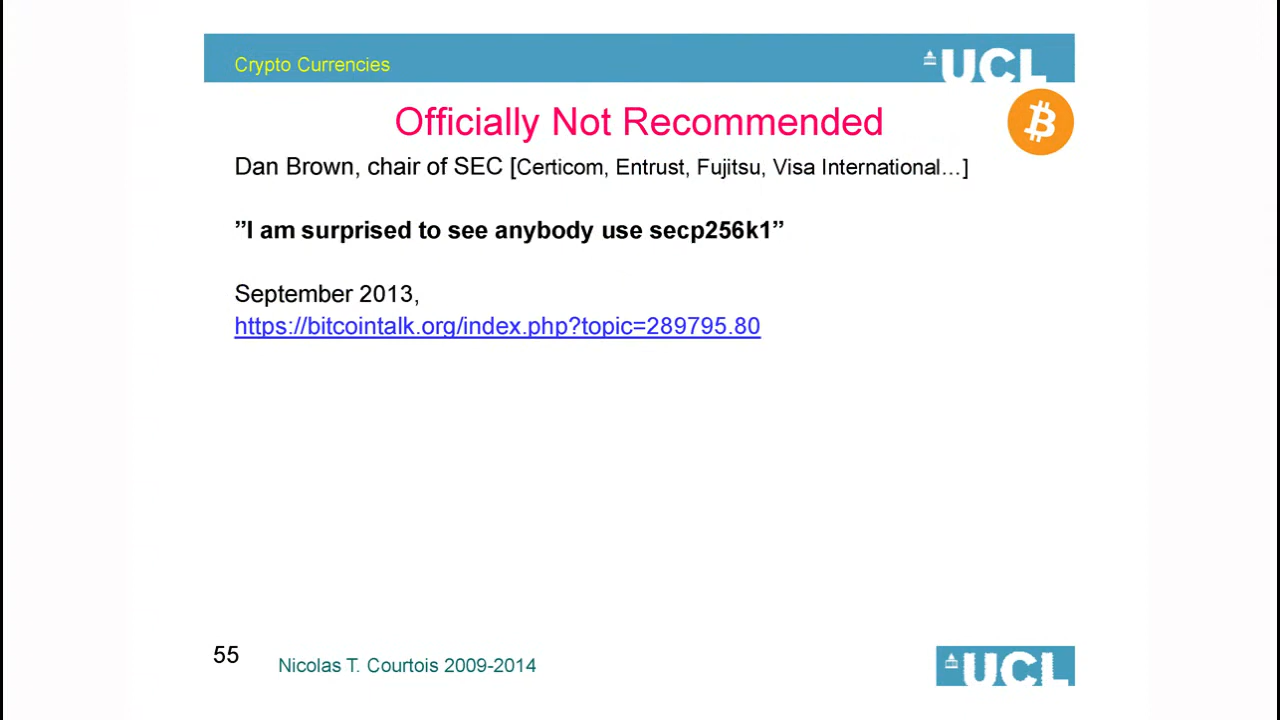 Crypto Currencies
UCL
Officially Not Recommended
Dan Brown, chair of SEC [Certicom, Entrust, Fujitsu, Visa International…]
”I am surprised to see anybody use secp256k1”
September 2013,
https://bitcointalk.org/index.php?topic=289795.80
55
Nicolas T. Courtois 2009-2014
UCL